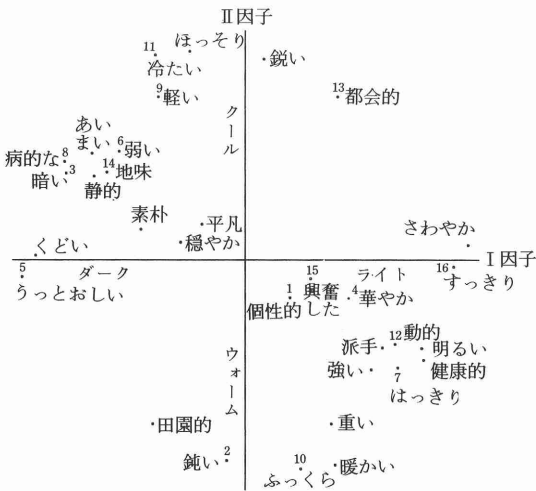 II因子
11
ほっそり
冷たい
鋭い
9
軽い
13
都会的
クール
あい
まい
6
弱い
病的な
8
3
暗い
14
地味
静的
素朴
平凡
穏やか
さわやか
くどい
5
うっとおしい
ダーク
ライト
I因子
16
すっきり
15
興奮
した
1
個性的
4
華やか
ウォーム
派手
12
動的
明るい
強い
7
健康的
はっきり
田園的
重い
鈍い
2
10
ふっくら
暖かい